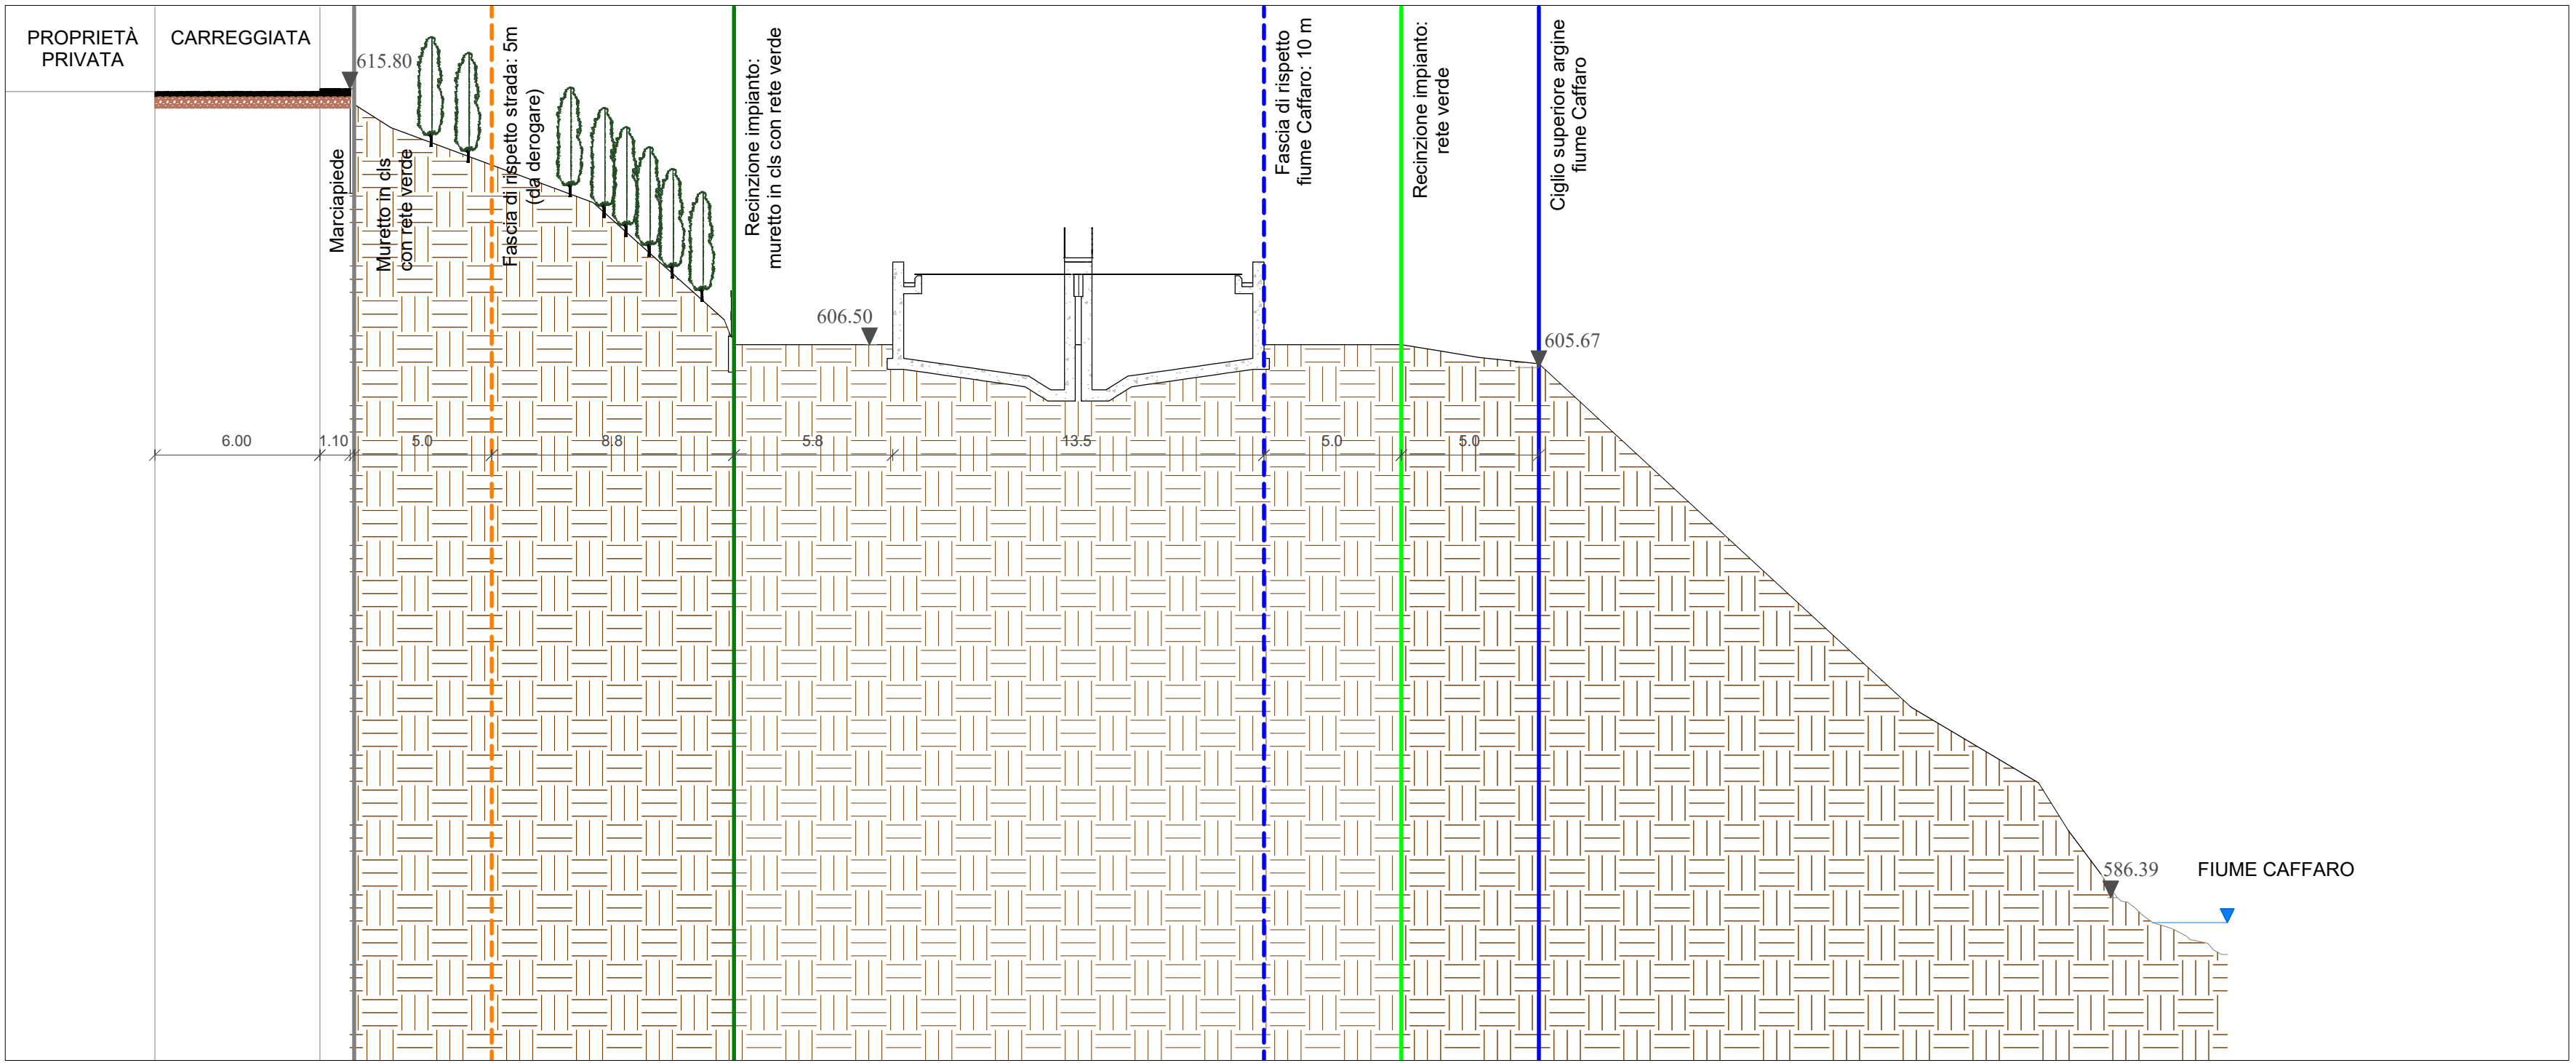 PROPRIETÀ
PRIVATA
CARREGGIATA
615.80
Marciapiede
Muretto in cls
con rete verde
Fascia di rispetto strada: 5m
(da derogare)
Recinzione impianto:
muretto in cls con rete verde
606.50
Fascia di rispetto
fiume Caffaro: 10 m
Recinzione impianto:
rete verde
Ciglio superiore argine
fiume Caffaro
605.67
6.00
1.10
5.0
8.8
5.8
13.5
5.0
5.0
586.39
FIUME CAFFARO